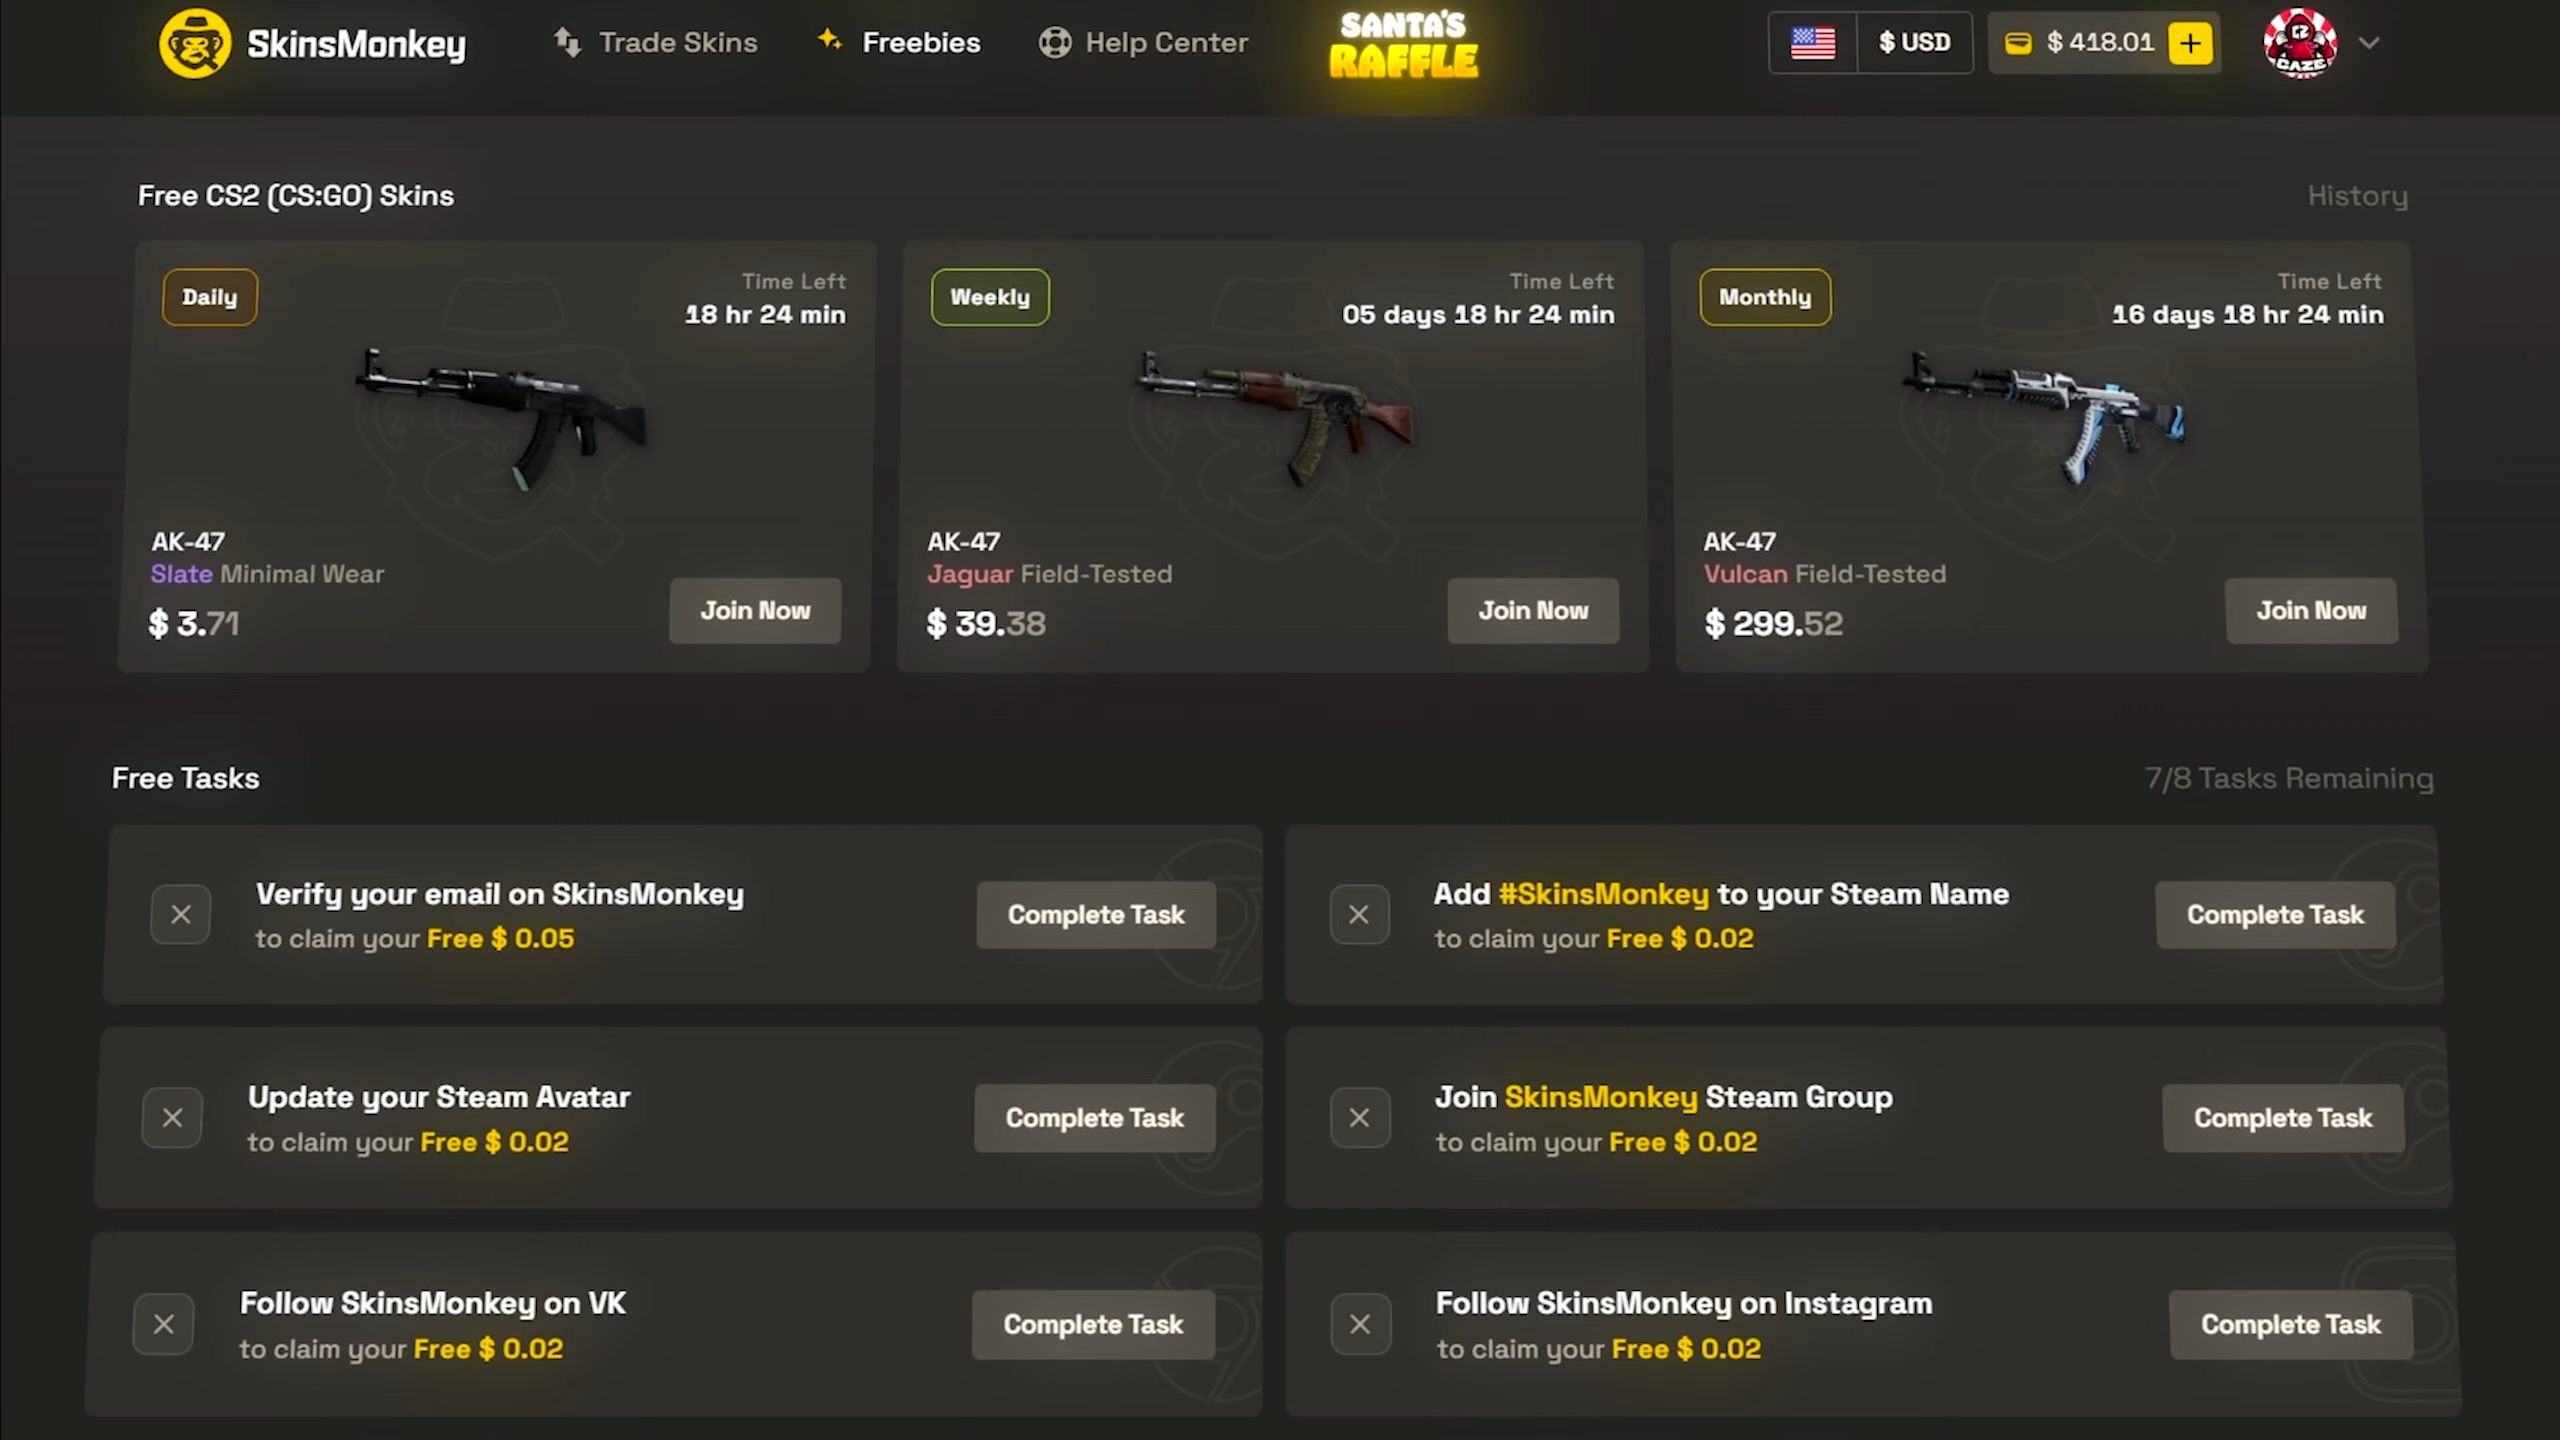 SkinsMonkey
Trade Skins
Freebies
Help Center
SANTA'S
RAFFLE
$ USD
$ 418.01
CZ
CAZE
Free CS2 (CS:GO) Skins
History
Daily
Time Left
18 hr 24 min
AK-47
Slate Minimal Wear
$ 3.71
Join Now
Weekly
Time Left
05 days 18 hr 24 min
AK-47
Jaguar Field-Tested
$ 39.38
Join Now
Monthly
Time Left
16 days 18 hr 24 min
AK-47
Vulcan Field-Tested
$ 299.52
Join Now
Free Tasks
7/8 Tasks Remaining
Verify your email on SkinsMonkey
to claim your Free $ 0.05
Complete Task
Add #SkinsMonkey to your Steam Name
to claim your Free $ 0.02
Complete Task
Update your Steam Avatar
to claim your Free $ 0.02
Complete Task
Join SkinsMonkey Steam Group
to claim your Free $ 0.02
Complete Task
Follow SkinsMonkey on VK
to claim your Free $ 0.02
Complete Task
Follow SkinsMonkey on Instagram
to claim your Free $ 0.02
Complete Task